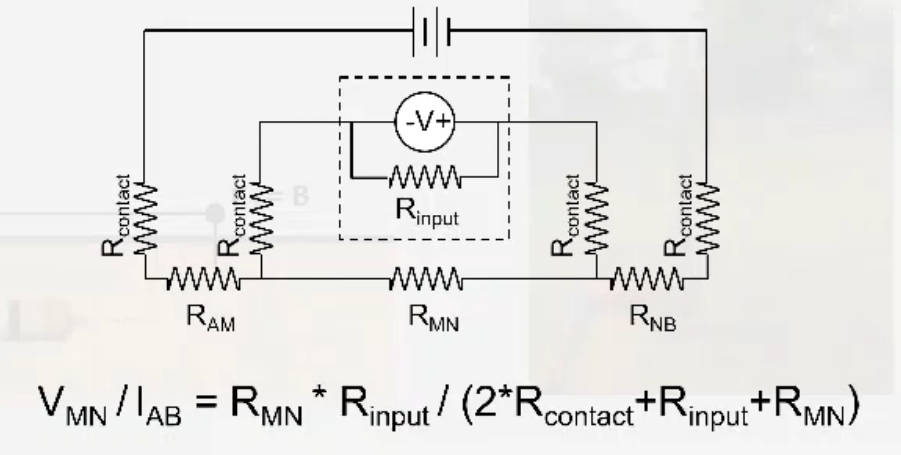 -V+
R_input
R_contact
R_contact
R_contact
R_contact
= B
R_AM
R_MN
R_NB
V_MN / I_AB = R_MN * R_input / (2*R_contact+R_input+R_MN)